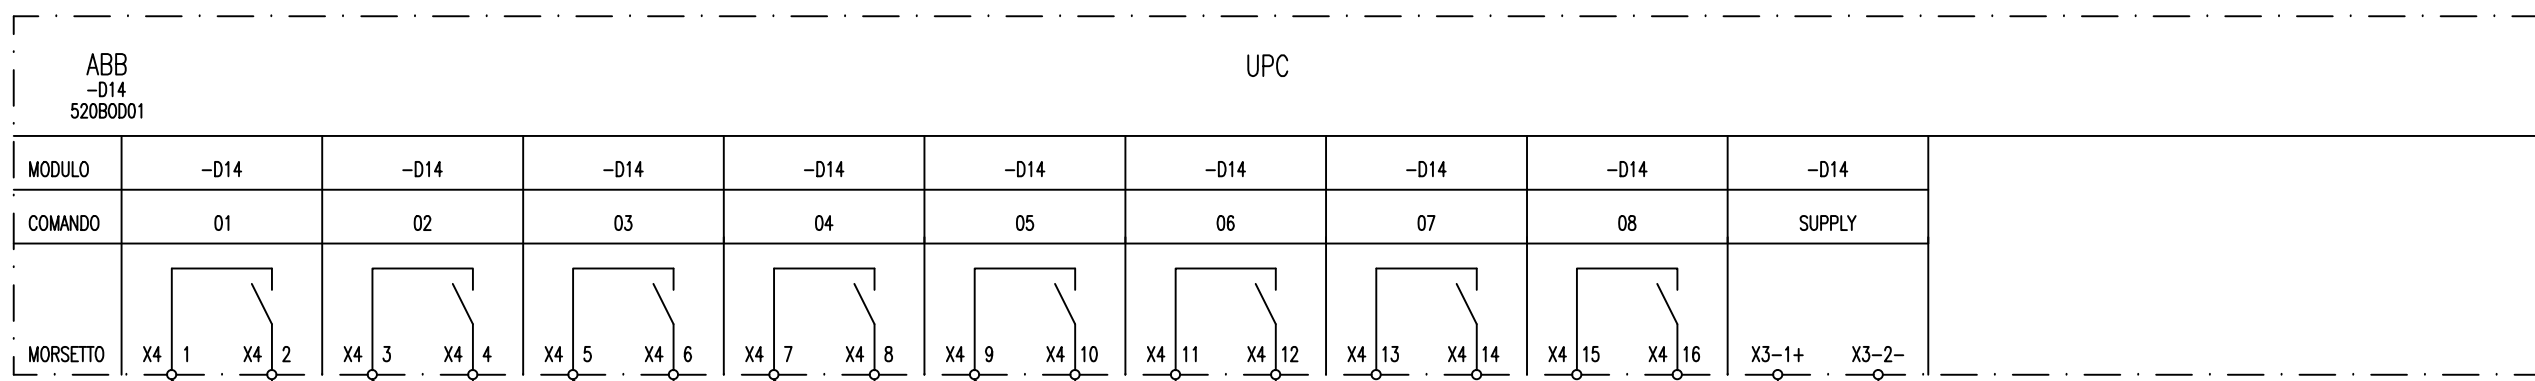 ABB
UPC
-D14
520BOD01
MODULO -D14 -D14 -D14 -D14 -D14 -D14 -D14 -D14 -D14
COMANDO 01 02 03 04 05 06 07 08 SUPPLY
MORSETTO X4 1 X4 2 X4 3 X4 4 X4 5 X4 6 X4 7 X4 8 X4 9 X4 10 X4 11 X4 12 X4 13 X4 14 X4 15 X4 16 X3-1+ X3-2-